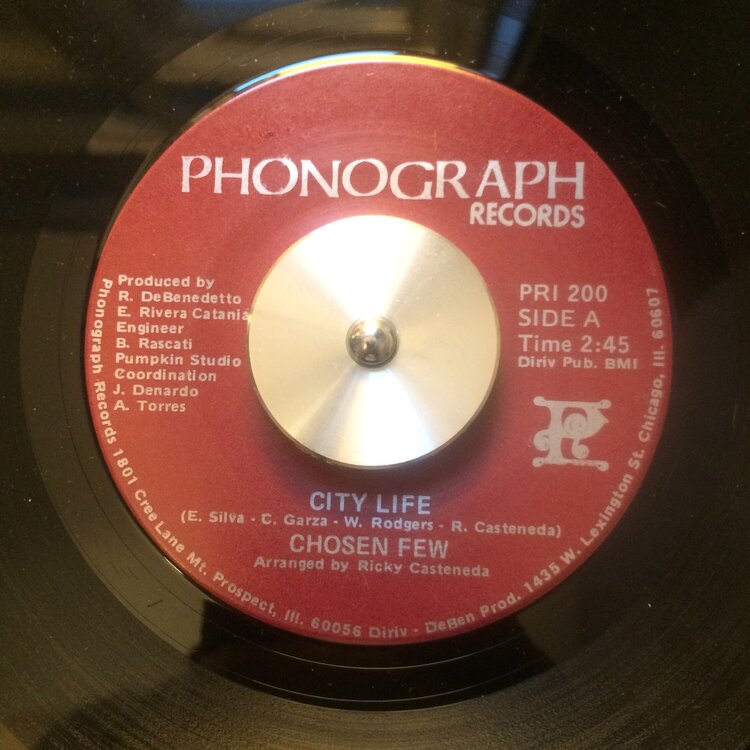 PHONOGRAPH
RECORDS
Produced by
R. DeBenedetto
E. Rivera Catania
Engineer
B. Rascati
Pumpkin Studio
Coordination
J. Denardo
A. Torres
PRI 200
SIDE A
Time 2:45
Diriv Pub. BMI
P
CITY LIFE
(E. Silva - C. Garza - W. Rodgers - R. Casteneda)
CHOSEN FEW
Arranged by Ricky Casteneda
Phonograph Records 1801 Cree Lane Mt. Prospect, Ill. 60056 Diriv - DeBen Prod. 1435 W. Lexington St. Chicago, Ill. 60607